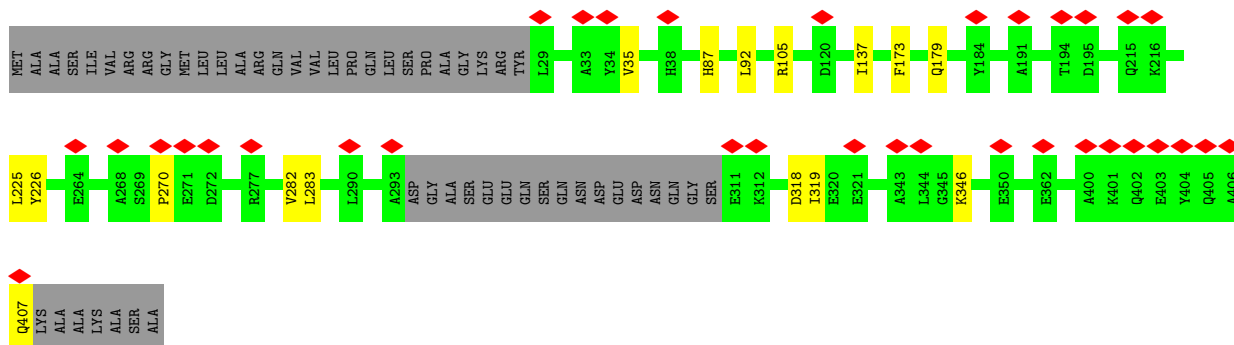 MET ALA ALA SER ILE VAL ARG ARG GLY MET LEU LEU ALA ARG GLN VAL VAL LEU PRO GLN LEU SER PRO ALA GLY LYS ARG TYR L29 A33 Y34 V35 H38 H87 L92 R105 D120 I137 F173 Q179 Y184 A191 T194 D195 Q215 K216
L225 Y226 E264 A268 S269 P270 E271 D272 R277 V282 L283 L290 A293 ASP GLY ALA SER GLU GLU GLN SER GLN ASN ASP GLU ASP ASN GLN GLY SER E311 K312 D318 I319 E320 E321 A343 L344 G345 K346 E350 E362 A400 K401 Q402 E403 Y404 Q405 A406
Q407 LYS ALA ALA LYS ALA SER ALA